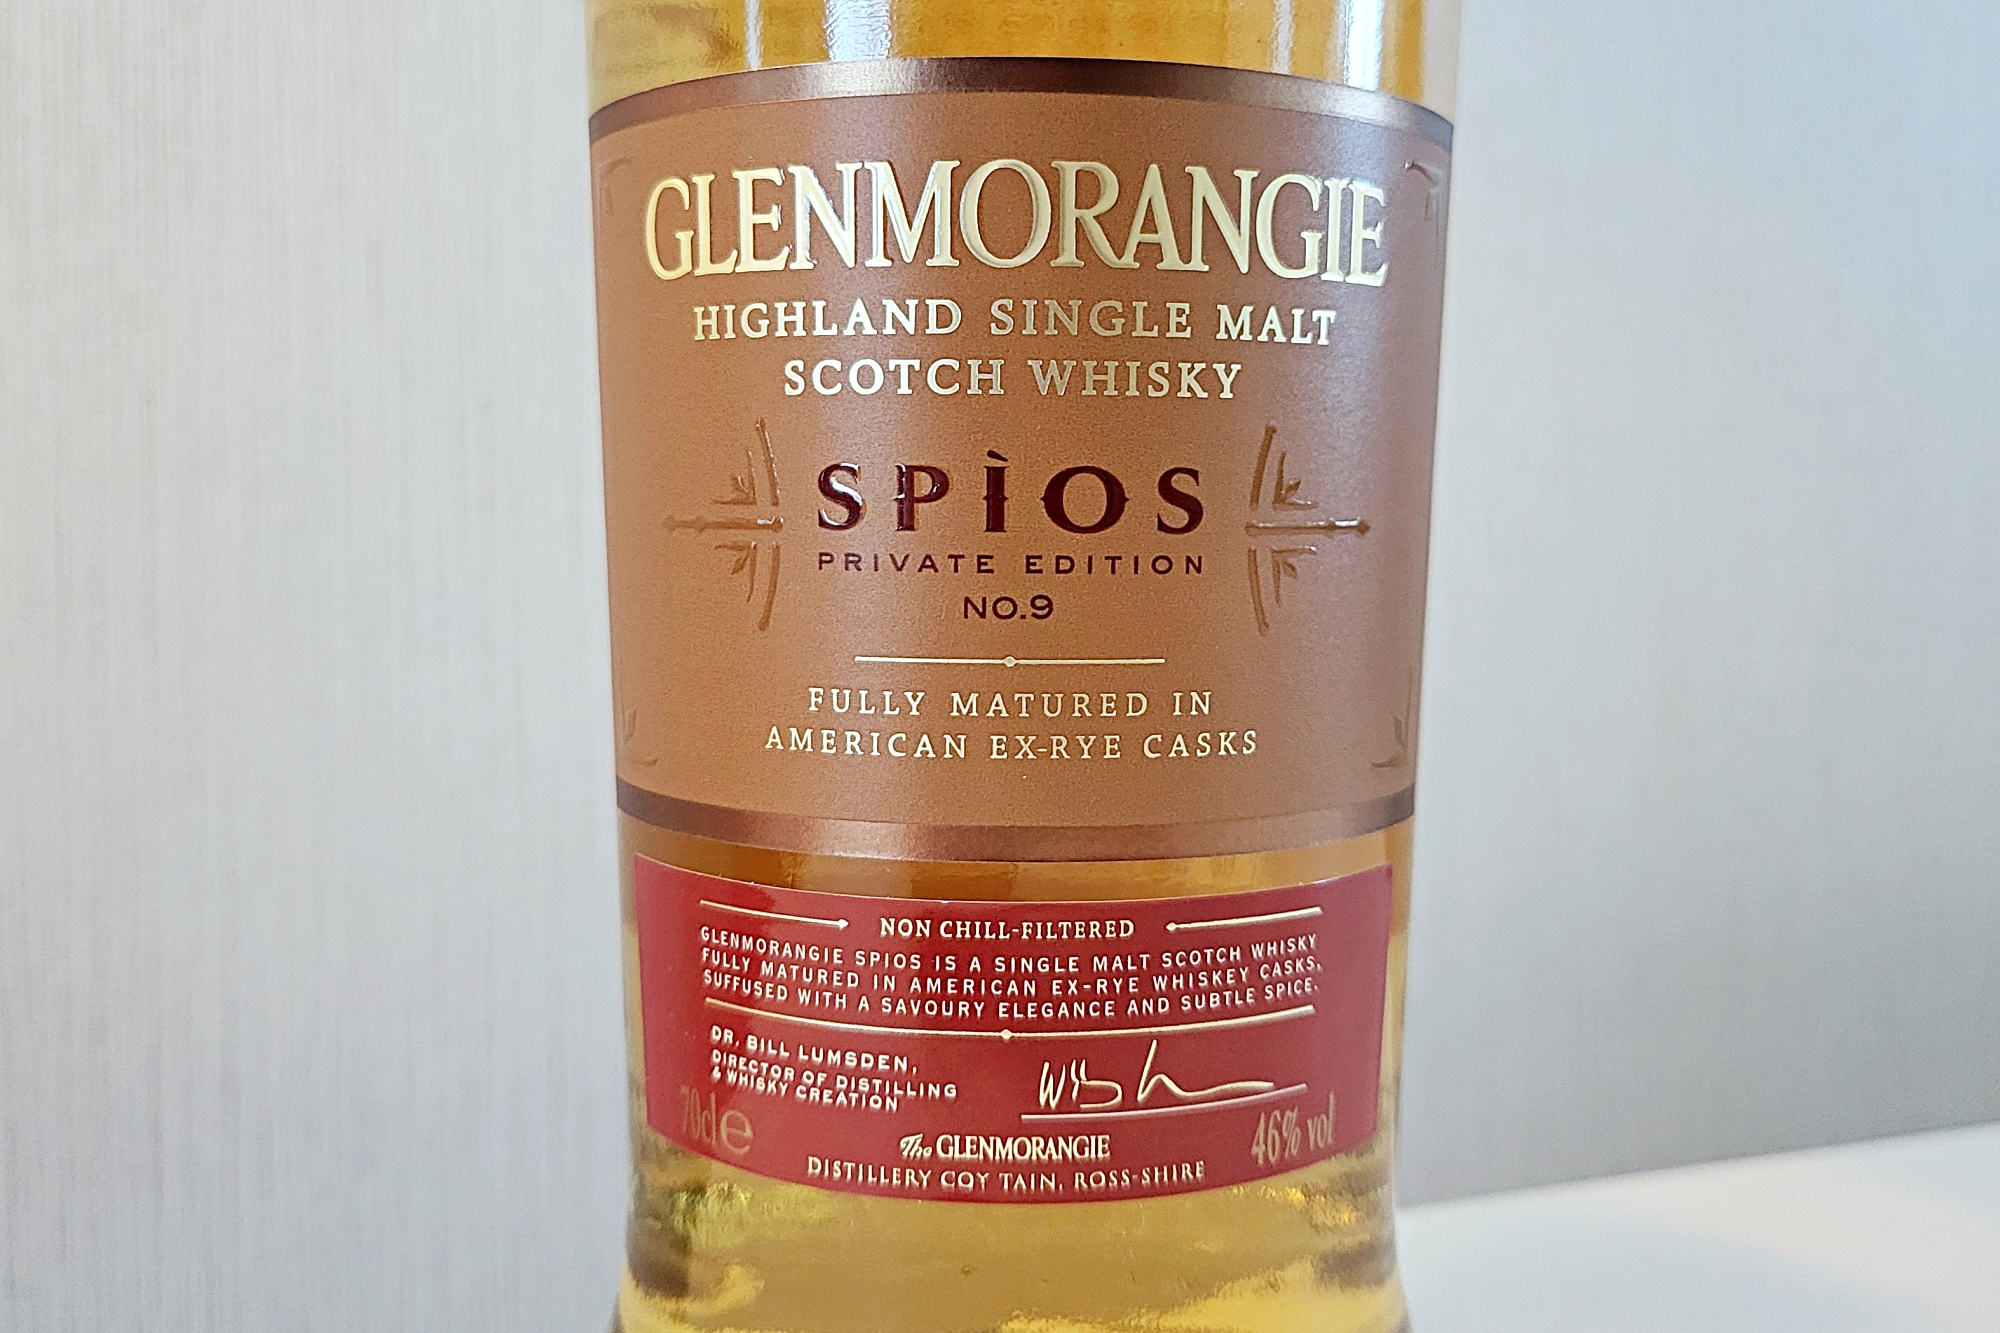 GLENMORANGIE
HIGHLAND SINGLE MALT
SCOTCH WHISKY
SPÌOS
PRIVATE EDITION
NO.9
FULLY MATURED IN
AMERICAN EX-RYE CASKS
NON CHILL-FILTERED
GLENMORANGIE SPIOS IS A SINGLE MALT SCOTCH WHISKY
FULLY MATURED IN AMERICAN EX-RYE WHISKEY CASKS,
SUFFUSED WITH A SAVOURY ELEGANCE AND SUBTLE SPICE.
DR. BILL LUMSDEN,
DIRECTOR OF DISTILLING
& WHISKY CREATION
70cl e
46% vol
The GLENMORANGIE
DISTILLERY COY TAIN, ROSS-SHIRE